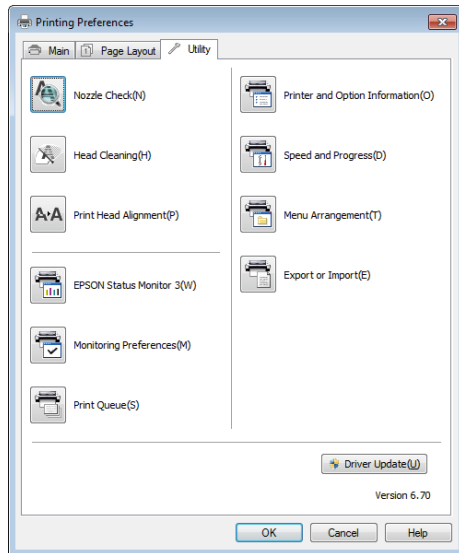 Printing Preferences
Main
Page Layout
Utility
Nozzle Check(N)
Head Cleaning(H)
Print Head Alignment(P)
EPSON Status Monitor 3(W)
Monitoring Preferences(M)
Print Queue(S)
Printer and Option Information(O)
Speed and Progress(D)
Menu Arrangement(T)
Export or Import(E)
Driver Update(U)
Version 6.70
OK
Cancel
Help